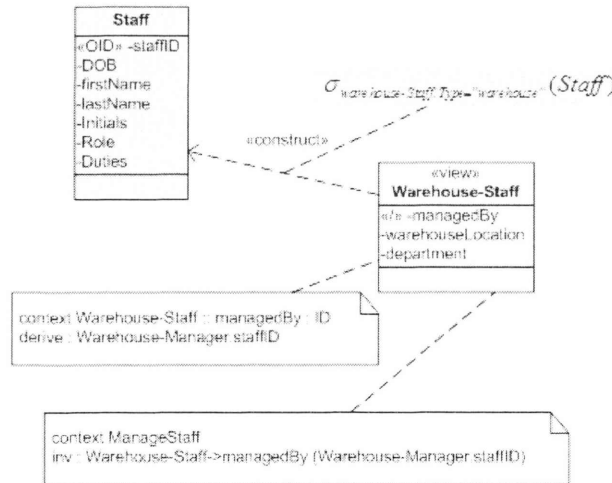 Staff
«OID» -staffID
-DOB
-firstName
-lastName
-Initials
-Role
-Duties
σ warehouse-Staff.Type="warehouse" (Staff)
«construct»
«view»
Warehouse-Staff
«/» -managedBy
-warehouseLocation
-department
context Warehouse-Staff :: managedBy : ID
derive : Warehouse-Manager.staffID
context ManageStaff
inv : Warehouse-Staff->managedBy (Warehouse-Manager.staffID)